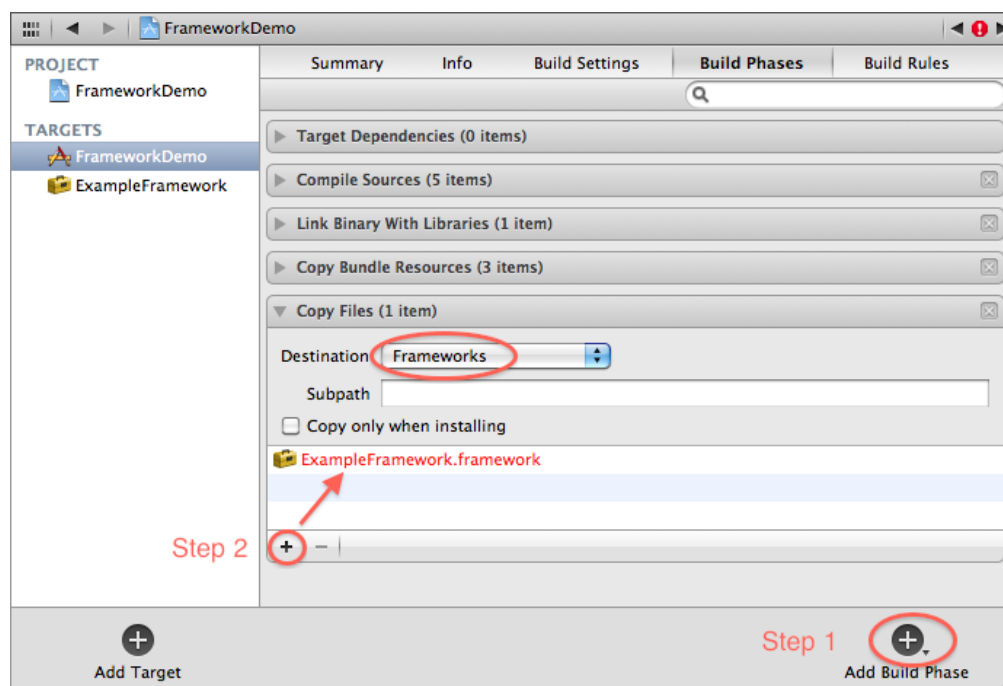 FrameworkDemo
PROJECT
FrameworkDemo
TARGETS
FrameworkDemo
ExampleFramework
Summary Info Build Settings Build Phases Build Rules
Target Dependencies (0 items)
Compile Sources (5 items)
Link Binary With Libraries (1 item)
Copy Bundle Resources (3 items)
Copy Files (1 item)
Destination Frameworks
Subpath
Copy only when installing
ExampleFramework.framework
Step 2
Step 1
Add Target
Add Build Phase